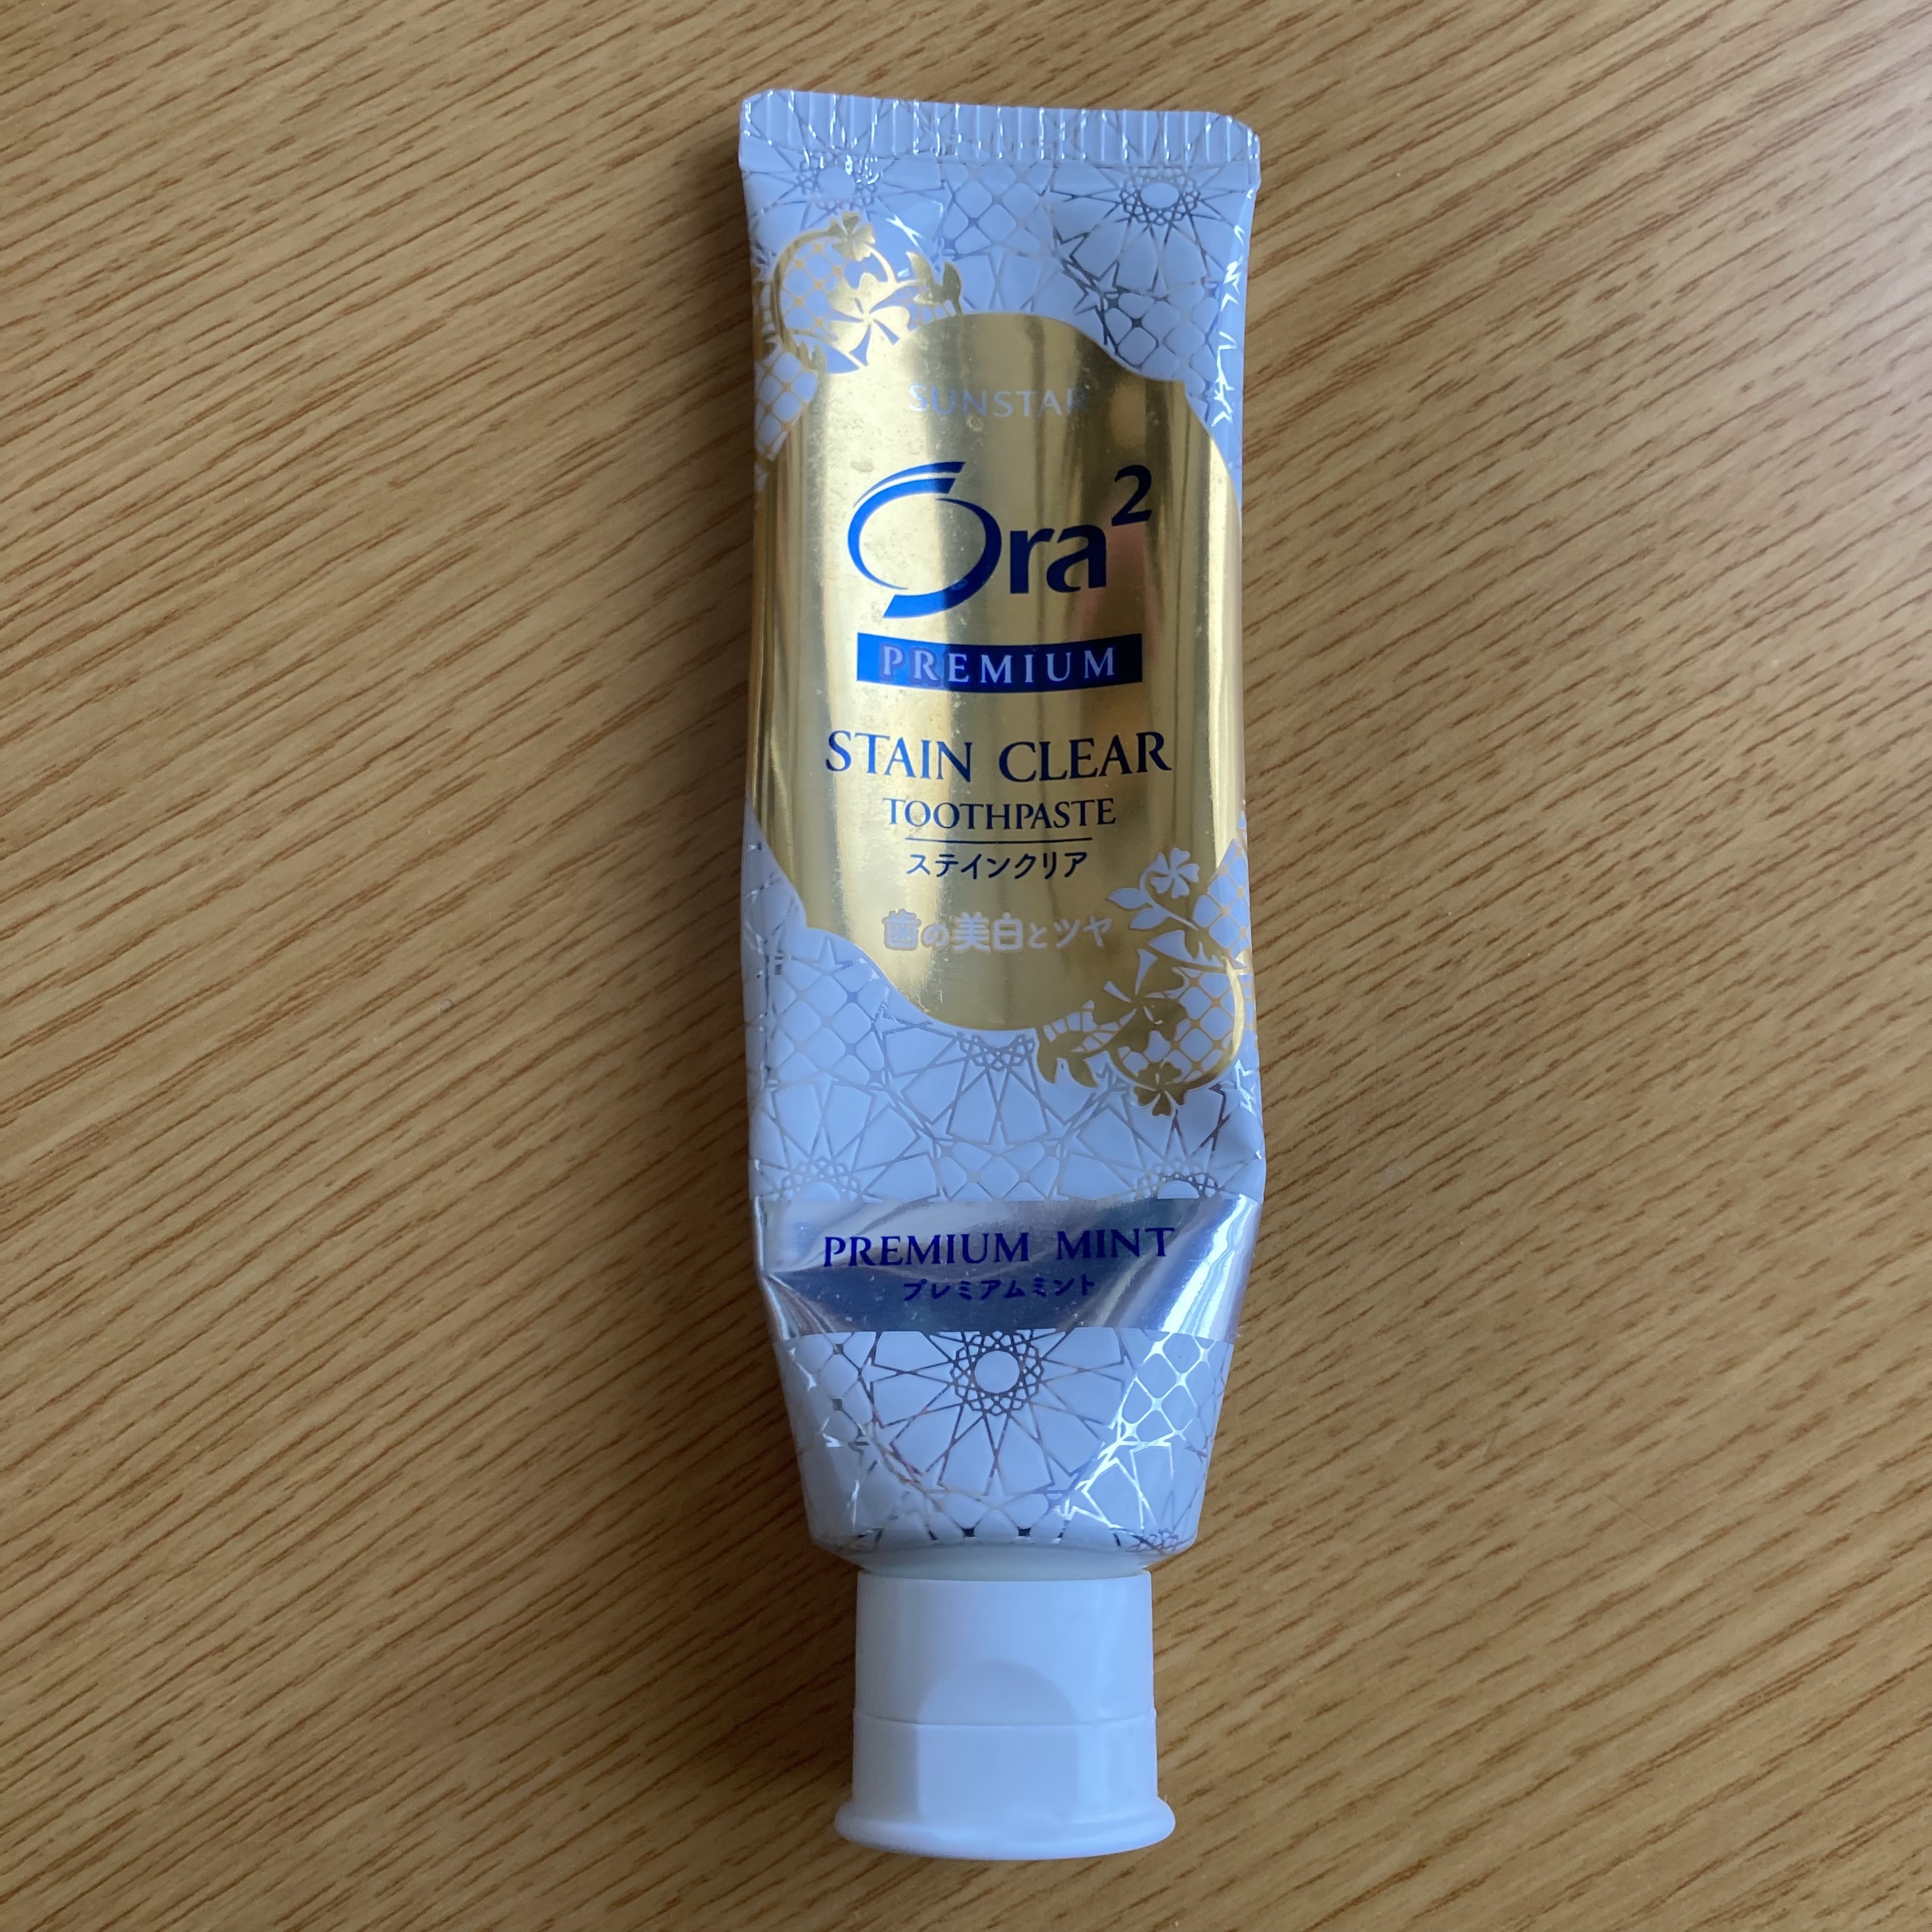 SUNSTAR
Ora²
PREMIUM
STAIN CLEAR
TOOTHPASTE
ステインクリア
歯の美白とツヤ
PREMIUM MINT
プレミアムミント